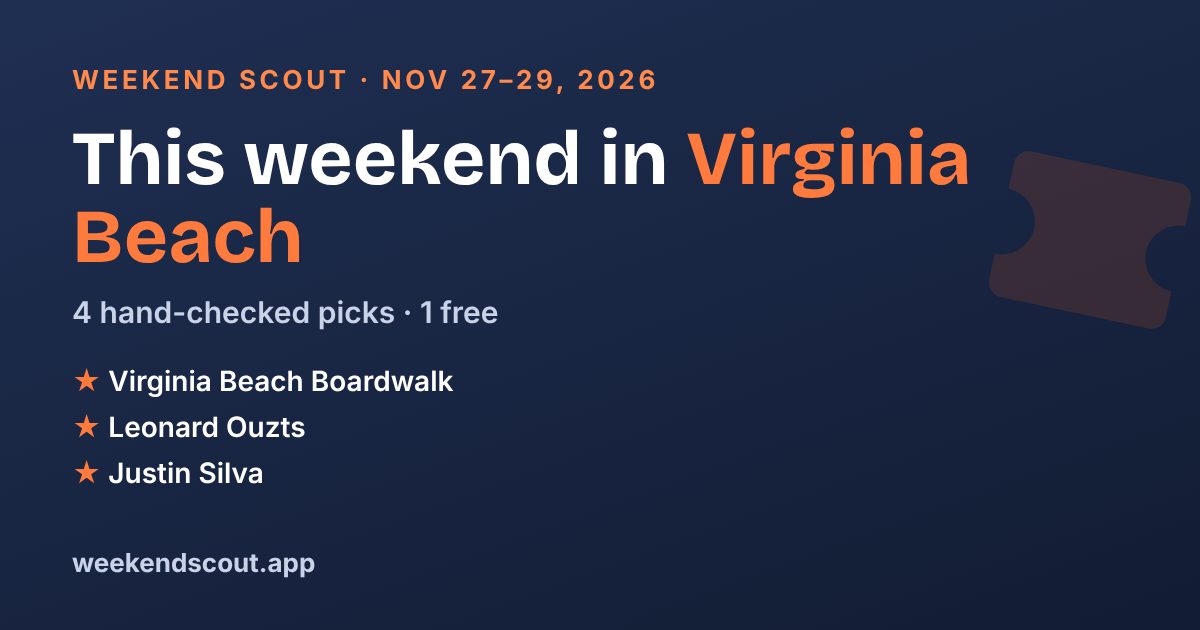 WEEKEND SCOUT · NOV 27–29, 2026
This weekend in Virginia
Beach
4 hand-checked picks · 1 free
★ Virginia Beach Boardwalk
★ Leonard Ouzts
★ Justin Silva
weekendscout.app